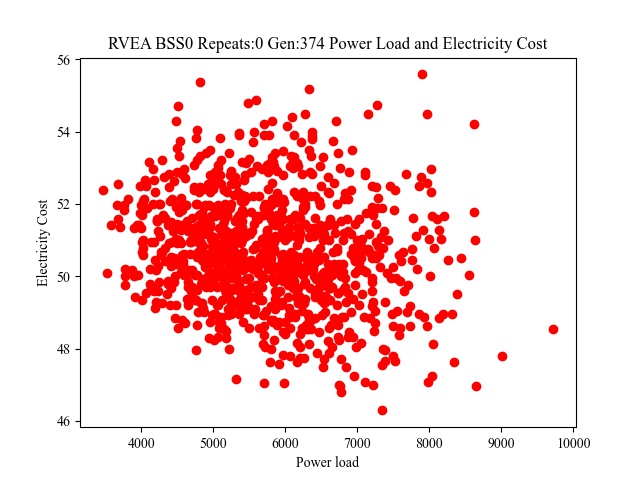 RVEA BSS0 Repeats:0 Gen:374 Power Load and Electricity Cost
56
54
52
50
48
46
Electricity Cost
4000 5000 6000 7000 8000 9000 10000
Power load